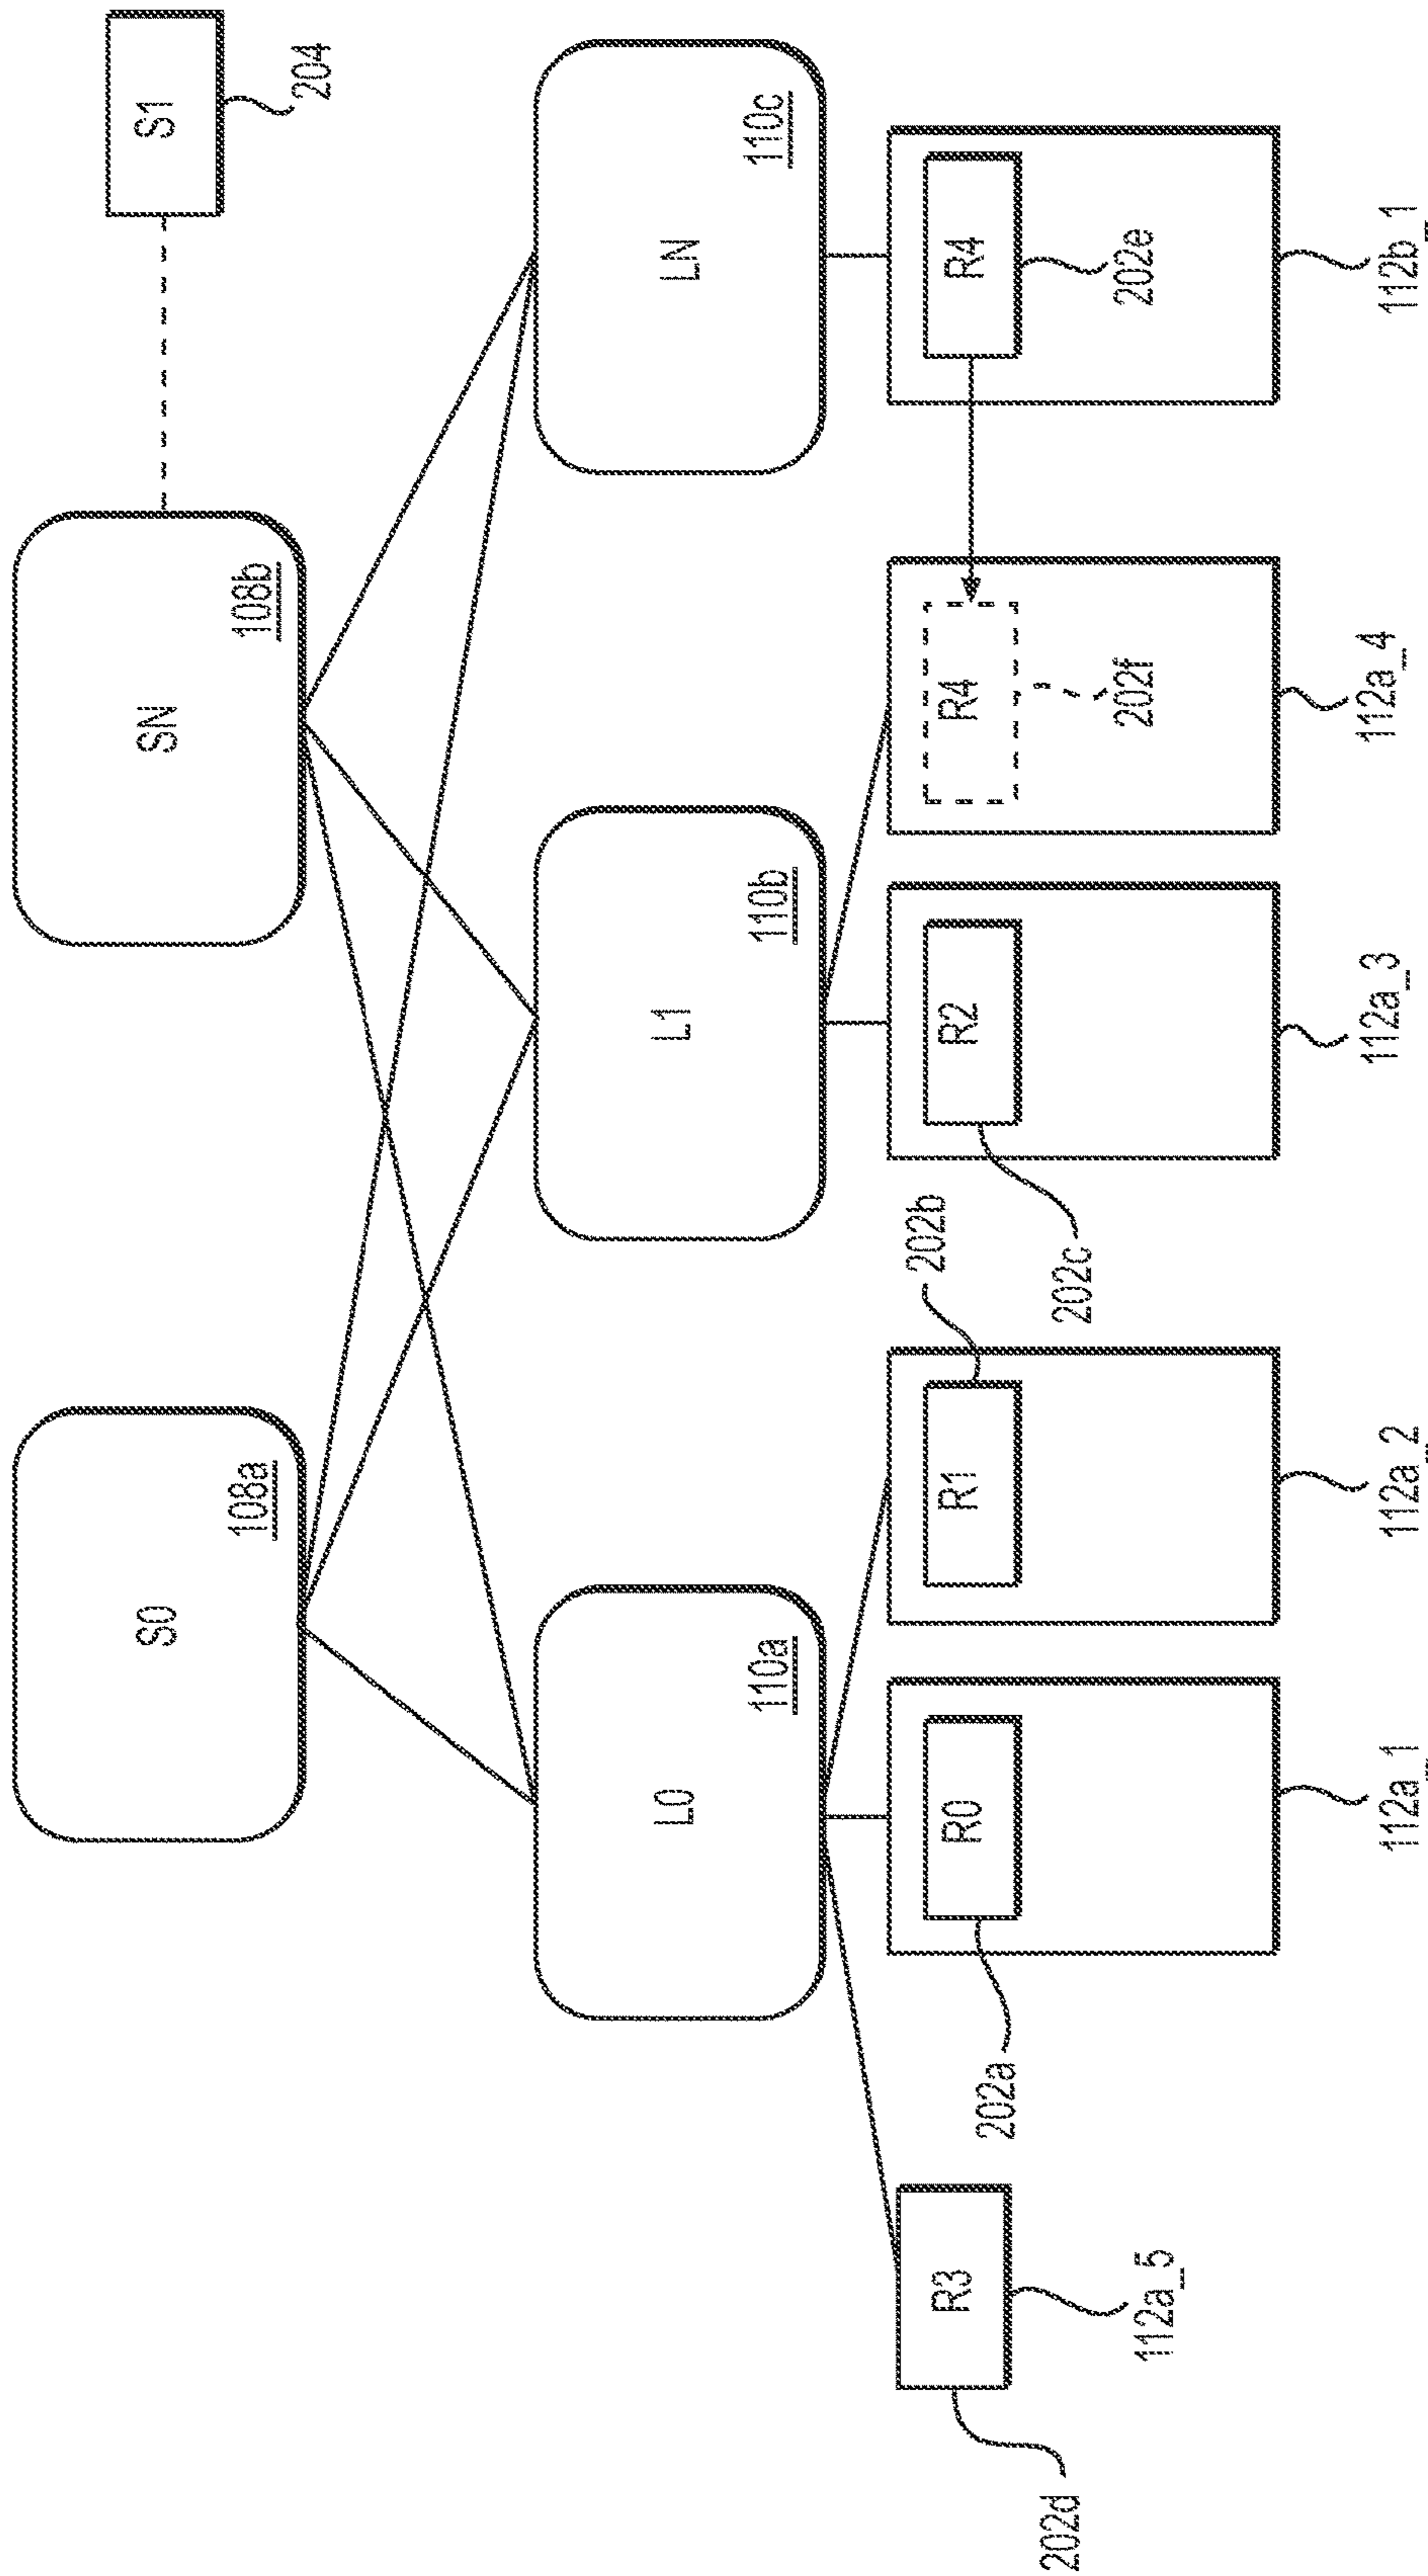 S0
108a
SN
108b
S1
204
L0
110a
L1
110b
LN
110c
R3
202d
112a_5
R0
202a
112a_1
R1
202b
112a_2
R2
202c
112a_3
R4
202f
112a_4
R4
202e
112b_1